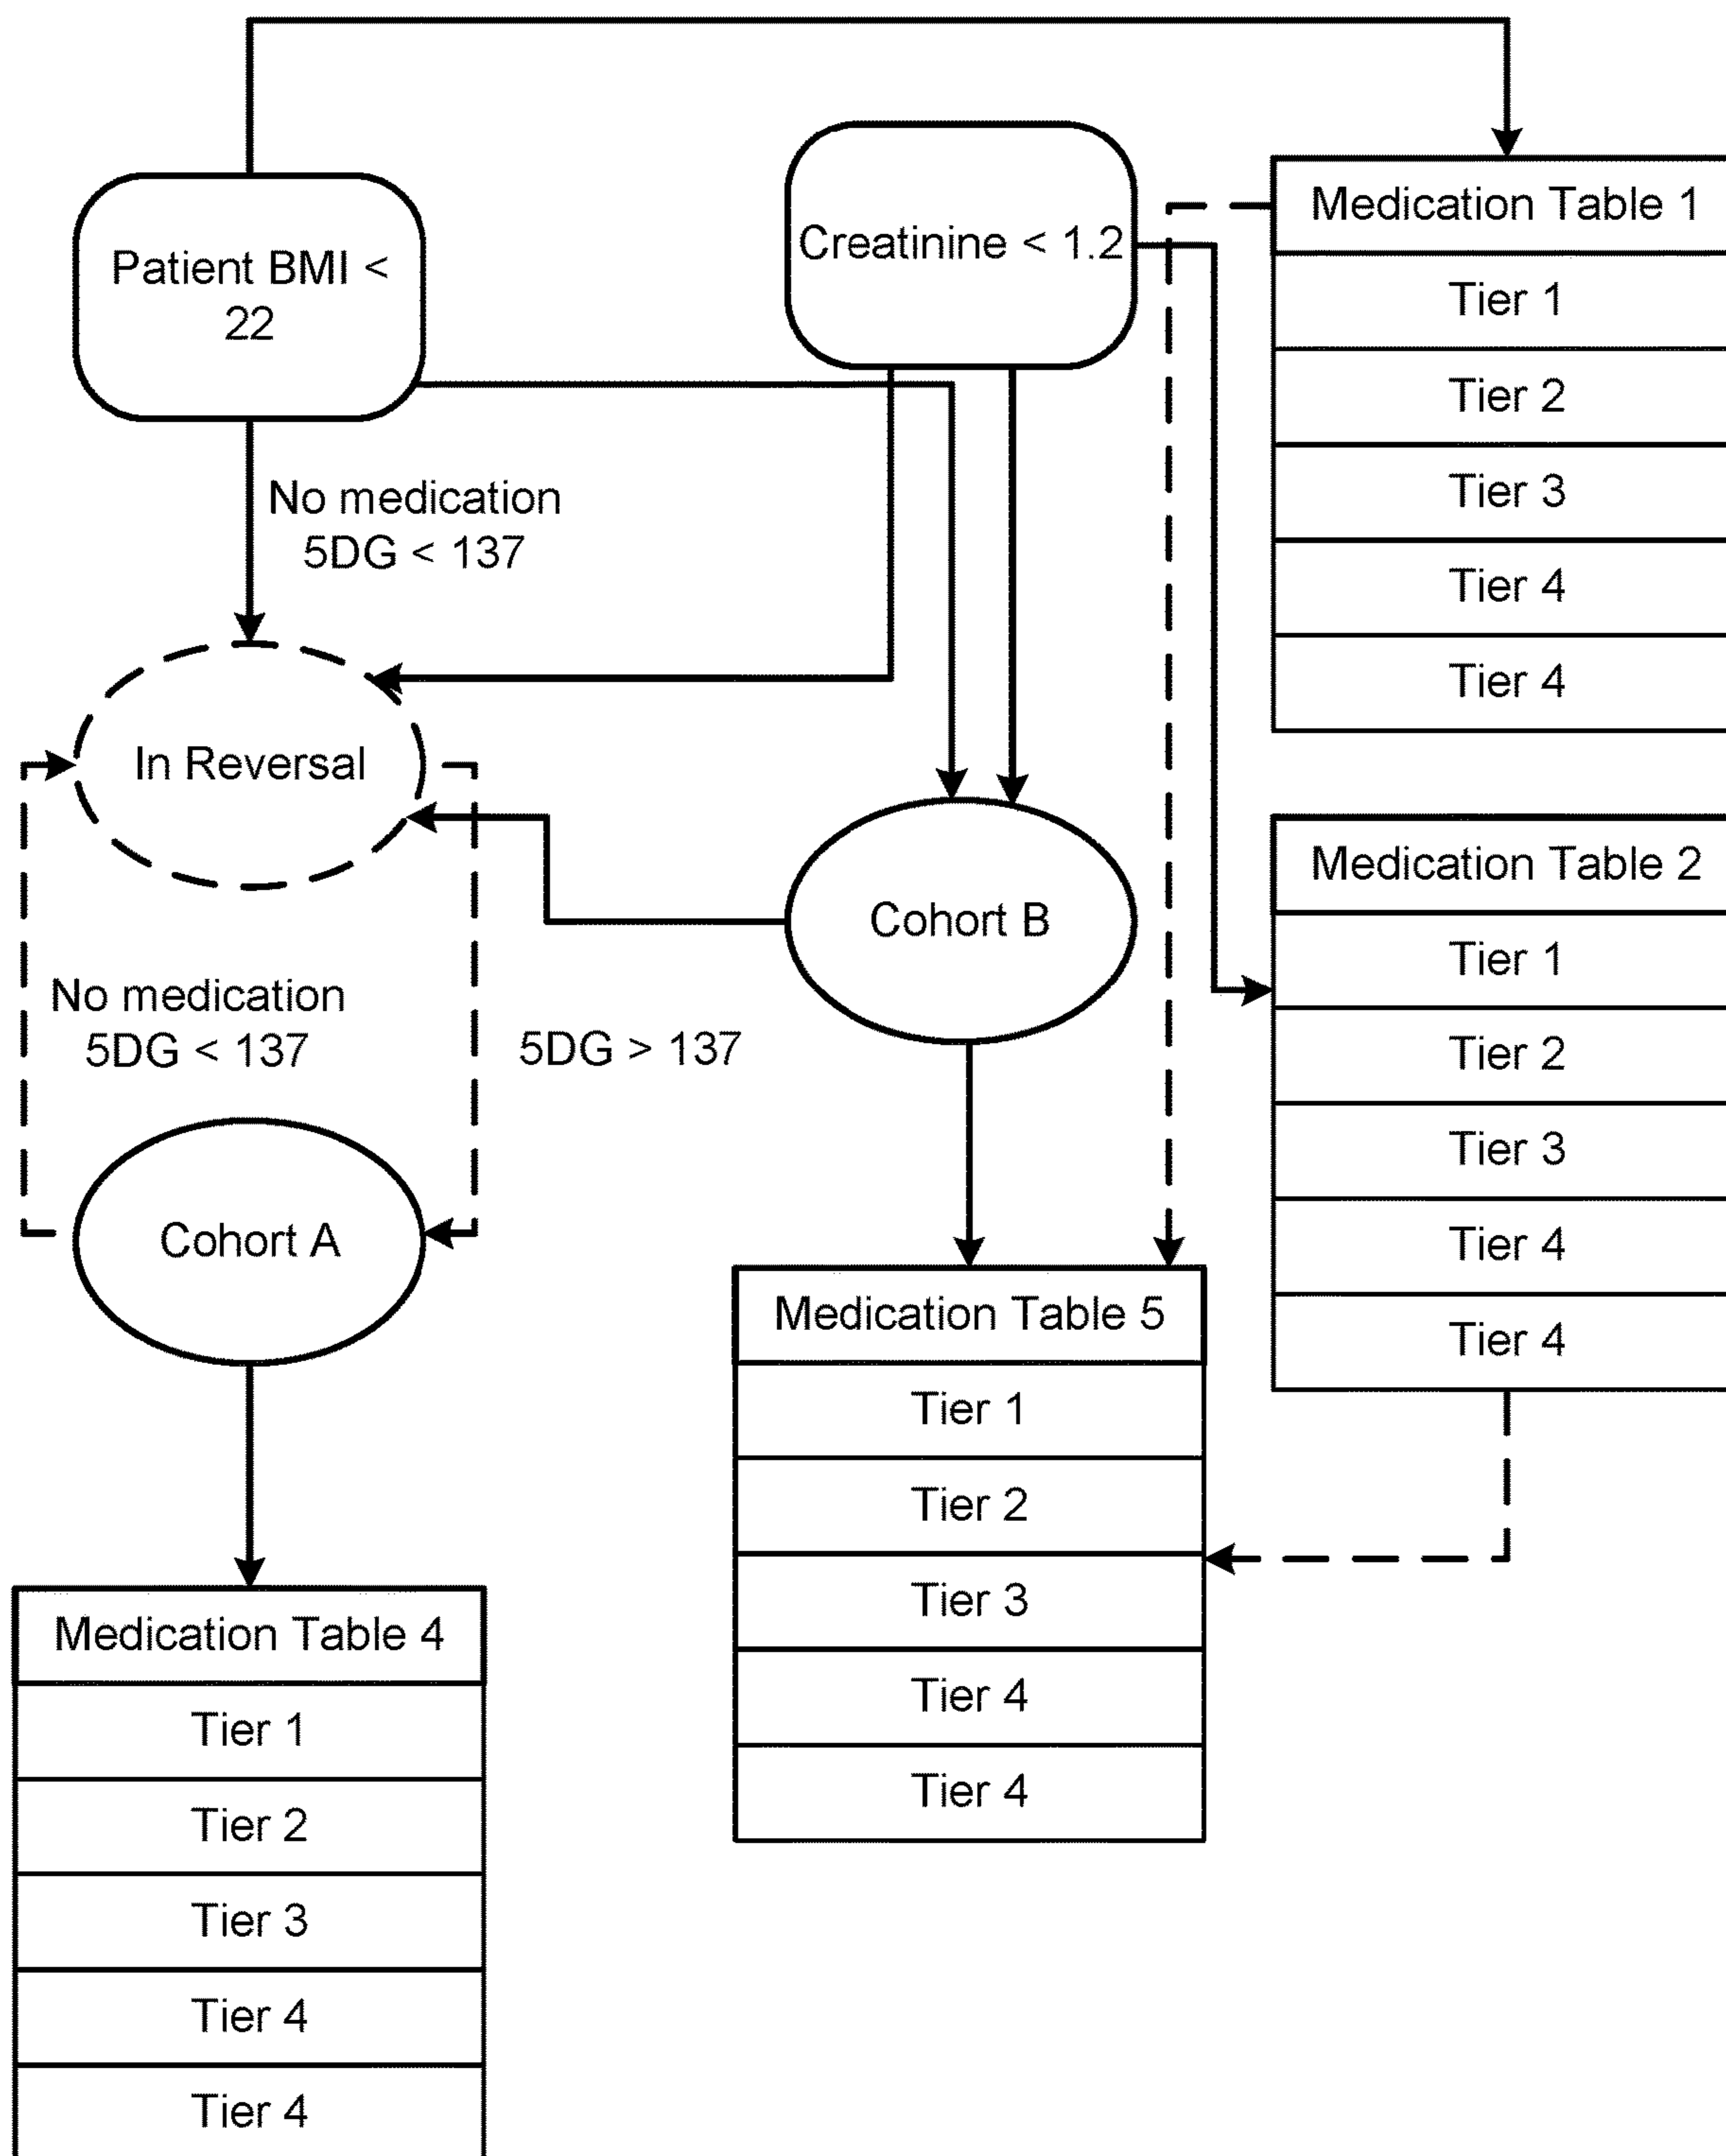 Patient BMI <
22
Creatinine < 1.2
Medication Table 1
Tier 1
Tier 2
Tier 3
Tier 4
Tier 4
No medication
5DG < 137
In Reversal
Cohort B
Medication Table 2
Tier 1
Tier 2
Tier 3
Tier 4
Tier 4
No medication
5DG < 137
5DG > 137
Cohort A
Medication Table 5
Tier 1
Tier 2
Tier 3
Tier 4
Tier 4
Medication Table 4
Tier 1
Tier 2
Tier 3
Tier 4
Tier 4